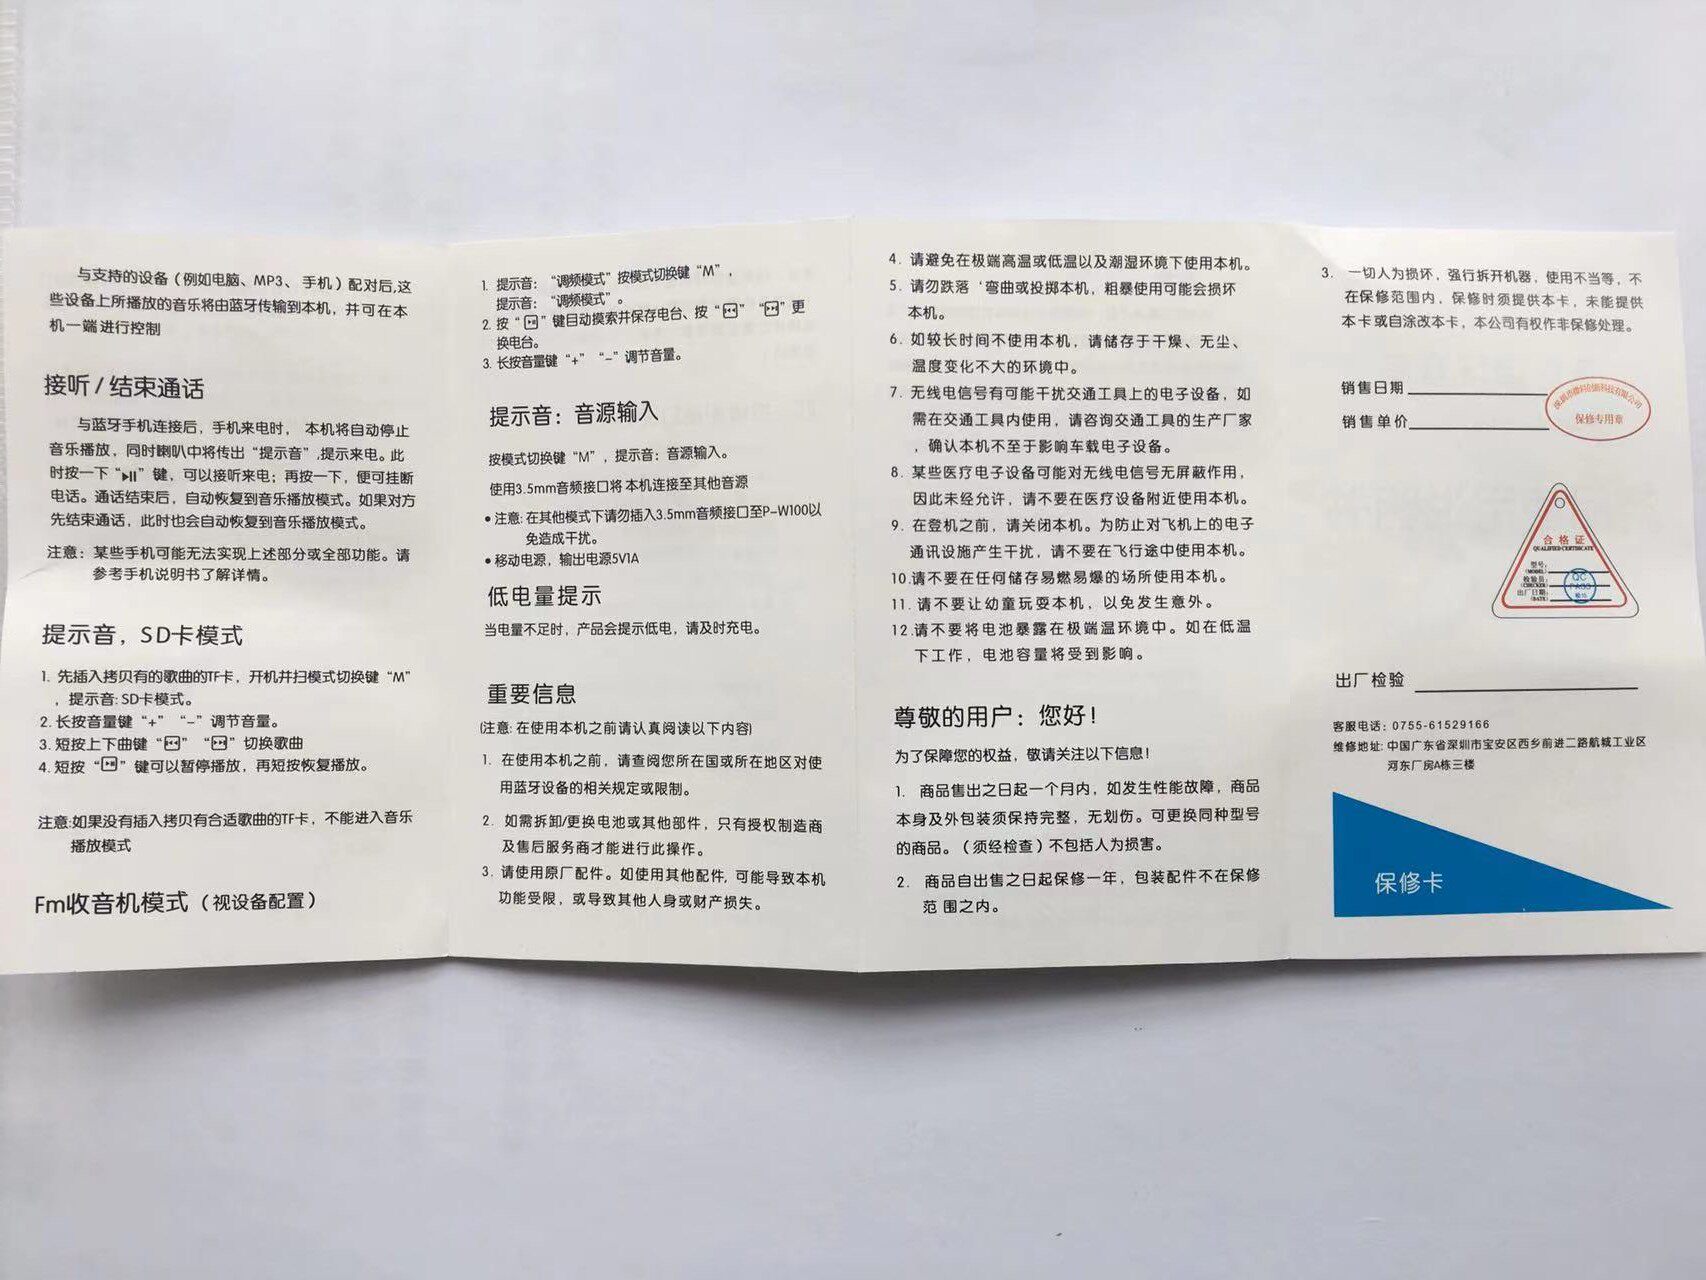 与支持的设备（例如电脑、MP3、手机）配对后,这
些设备上所播放的音乐将由蓝牙传输到本机，并可在本
机一端进行控制
接听/结束通话
与蓝牙手机连接后，手机来电时， 本机将自动停止
音乐播放，同时喇叭中将传出“提示音”,提示来电。此
时按一下“▶II”键，可以接听来电；再按一下，便可挂断
电话。通话结束后，自动恢复到音乐播放模式。如果对方
先结束通话，此时也会自动恢复到音乐播放模式。
注意：某些手机可能无法实现上述部分或全部功能。请
参考手机说明书了解详情。
提示音，SD卡模式
1. 先插入拷贝有的歌曲的TF卡，开机并扫模式切换键“M”
，提示音: SD卡模式。
2. 长按音量键“+” “-”调节音量。
3. 短按上下曲键“⏮” “⏭”切换歌曲
4. 短按“⏯”键可以暂停播放，再短按恢复播放。
注意:如果没有插入拷贝有合适歌曲的TF卡，不能进入音乐
播放模式
Fm收音机模式（视设备配置）
1. 提示音：“调频模式”按模式切换键“M”，
提示音：“调频模式”。
2. 按“⏯”键自动摸索并保存电台、按“⏮” “⏭”更
换电台。
3. 长按音量键“+” “-”调节音量。
提示音：音源输入
按模式切换键“M”，提示音：音源输入。
使用3.5mm音频接口将本机连接至其他音源
• 注意: 在其他模式下请勿插入3.5mm音频接口至P-W100以
免造成干扰。
• 移动电源，输出电源5V1A
低电量提示
当电量不足时，产品会提示低电，请及时充电。
重要信息
(注意: 在使用本机之前请认真阅读以下内容)
1. 在使用本机之前，请查阅您所在国或所在地区对使
用蓝牙设备的相关规定或限制。
2. 如需拆卸/更换电池或其他部件，只有授权制造商
及售后服务商才能进行此操作。
3. 请使用原厂配件。如使用其他配件, 可能导致本机
功能受限，或导致其他人身或财产损失。
4. 请避免在极端高温或低温以及潮湿环境下使用本机。
5. 请勿跌落‘弯曲或投掷本机，粗暴使用可能会损坏
本机。
6. 如较长时间不使用本机，请储存于干燥、无尘、
温度变化不大的环境中。
7. 无线电信号有可能干扰交通工具上的电子设备，如
需在交通工具内使用，请咨询交通工具的生产厂家
，确认本机不至于影响车载电子设备。
8. 某些医疗电子设备可能对无线电信号无屏蔽作用，
因此未经允许，请不要在医疗设备附近使用本机。
9. 在登机之前，请关闭本机。为防止对飞机上的电子
通讯设施产生干扰，请不要在飞行途中使用本机。
10.请不要在任何储存易燃易爆的场所使用本机。
11. 请不要让幼童玩耍本机，以免发生意外。
12.请不要将电池暴露在极端温环境中。如在低温
下工作，电池容量将受到影响。
尊敬的用户：您好！
为了保障您的权益，敬请关注以下信息！
1. 商品售出之日起一个月内，如发生性能故障，商品
本身及外包装须保持完整，无划伤。可更换同种型号
的商品。（须经检查）不包括人为损害。
2. 商品自出售之日起保修一年，包装配件不在保修
范 围之内。
3. 一切人为损坏，强行拆开机器，使用不当等，不
在保修范围内，保修时须提供本卡，未能提供
本卡或自涂改本卡，本公司有权作非保修处理。
销售日期
销售单价
保修专用章
合格证
QUALIFIED CERTIFICATE
型号:
(MODEL)
检验员:
(CHECKER)
出厂日期:
(DATE)
QC
PASS
出厂检验
客服电话：0755-61529166
维修地址: 中国广东省深圳市宝安区西乡前进二路航城工业区
河东厂房A栋三楼
保修卡